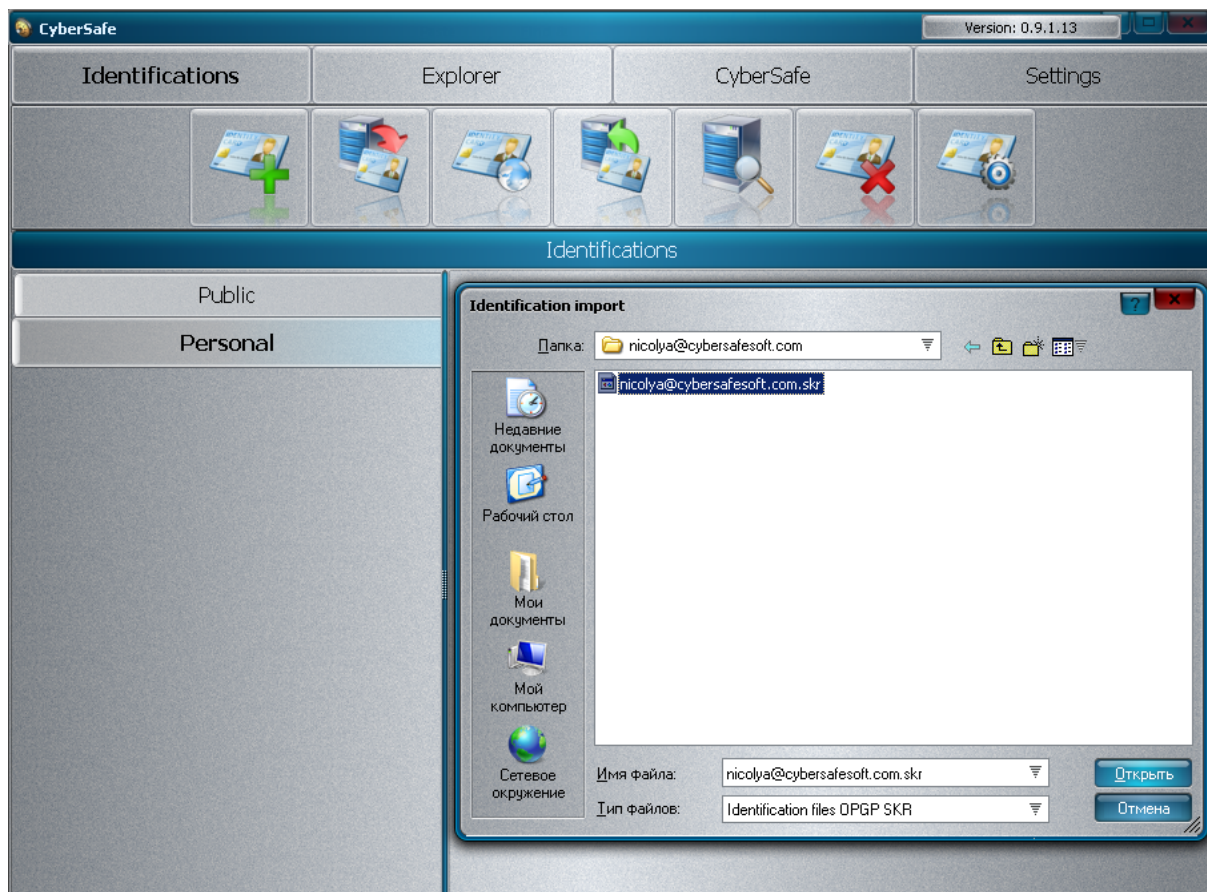 CyberSafe
Version: 0.9.1.13
Identifications
Explorer
CyberSafe
Settings
Identifications
Public
Personal
Identification import
Папка:
nicolya@cybersafesoft.com
nicolya@cybersafesoft.com.skr
Недавние
документы
Рабочий стол
Мои
документы
Мой
компьютер
Сетевое
окружение
Имя файла:
nicolya@cybersafesoft.com.skr
Открыть
Тип файлов:
Identification files OPGP SKR
Отмена